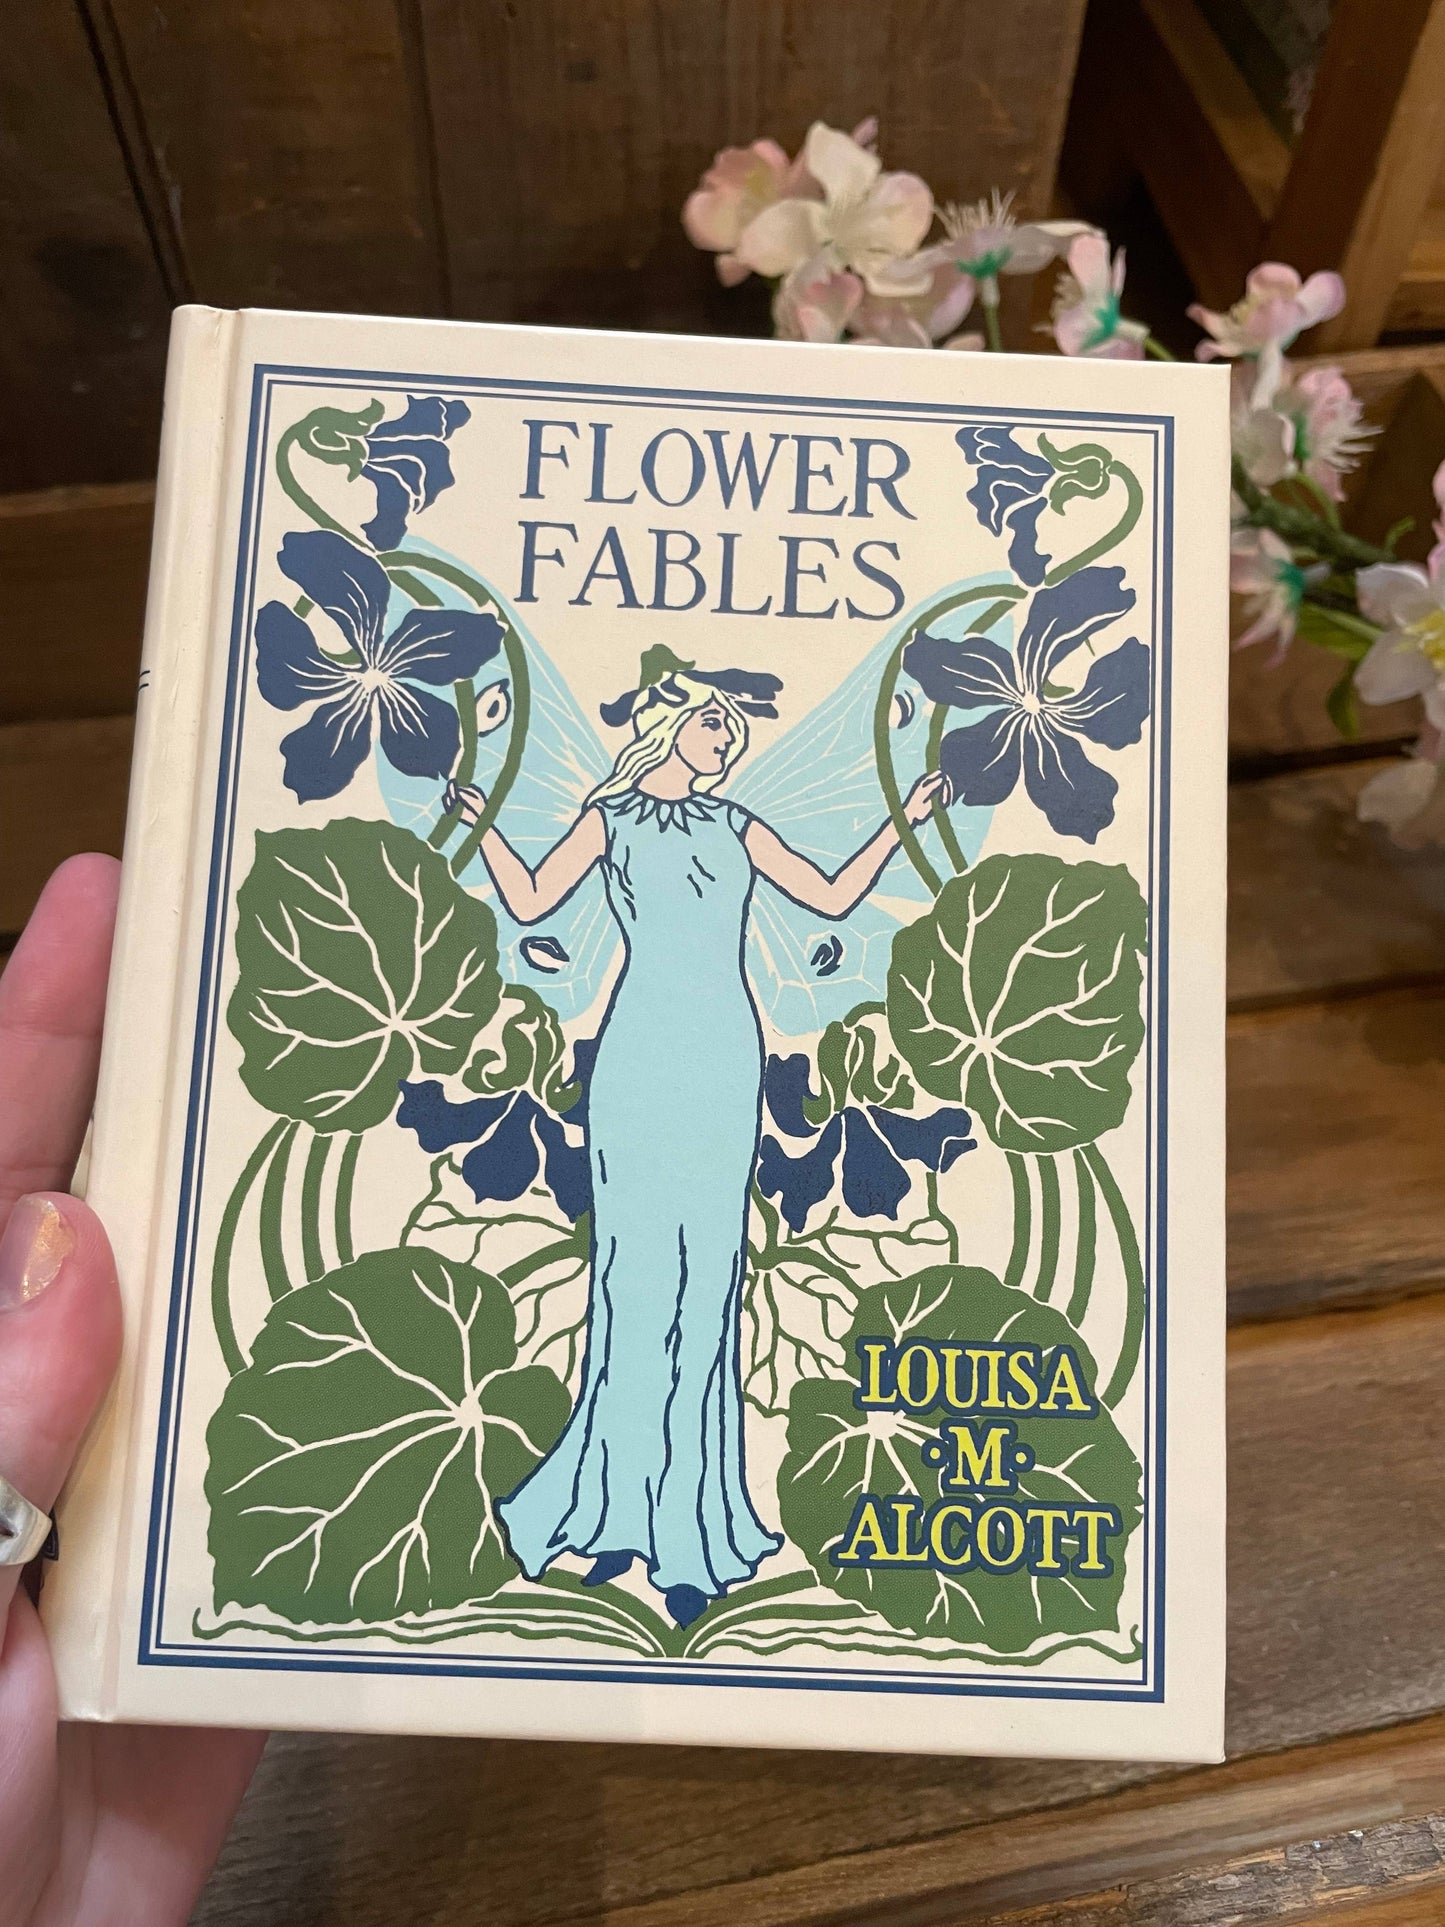 FLOWER
FABLES
LOUISA
·M·
ALCOTT